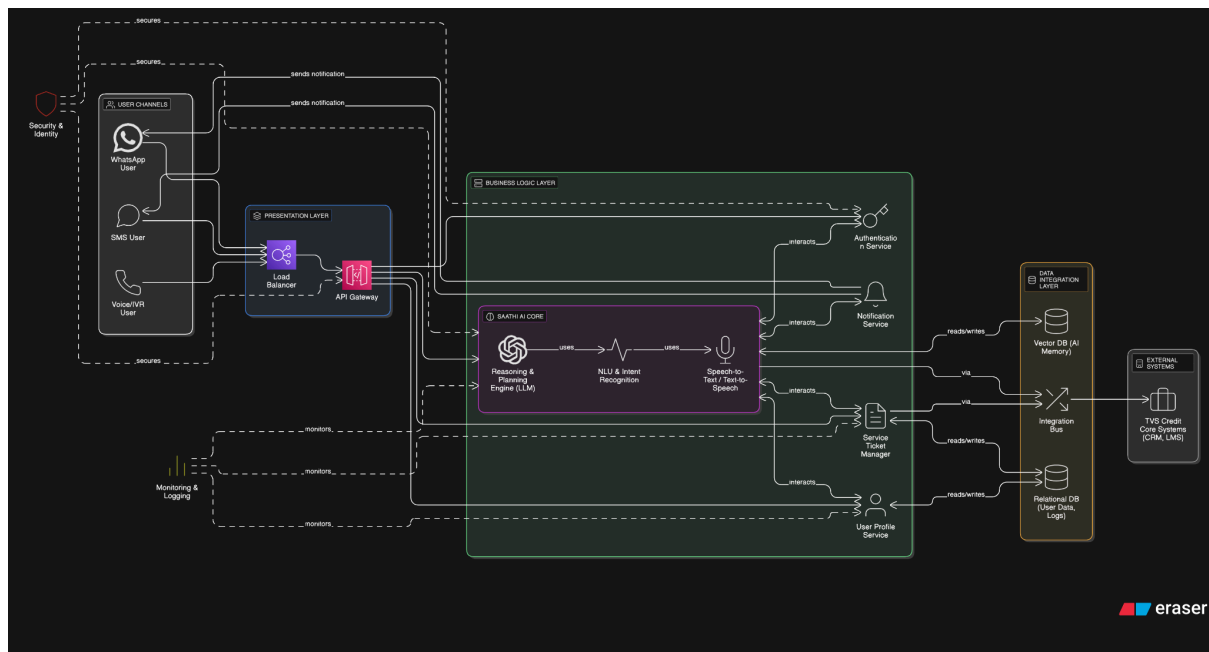 secures
secures
sends notification
sends notification
Security &
Identity
USER CHANNELS
WhatsApp
User
SMS User
Voice/IVR
User
secures
PRESENTATION LAYER
Load
Balancer
API Gateway
BUSINESS LOGIC LAYER
Authenticatio
n Service
interacts
Notification
Service
interacts
SAATHI AI CORE
Reasoning &
Planning
Engine (LLM)
uses
NLU & Intent
Recognition
uses
Speech-to-
Text / Text-to-
Speech
interacts
Service
Ticket
Manager
interacts
User Profile
Service
reads/writes
via
via
reads/writes
reads/writes
DATA
INTEGRATION
LAYER
Vector DB (AI
Memory)
Integration
Bus
Relational DB
(User Data,
Logs)
EXTERNAL
SYSTEMS
TVS Credit
Core Systems
(CRM, LMS)
Monitoring &
Logging
monitors
monitors
monitors
eraser